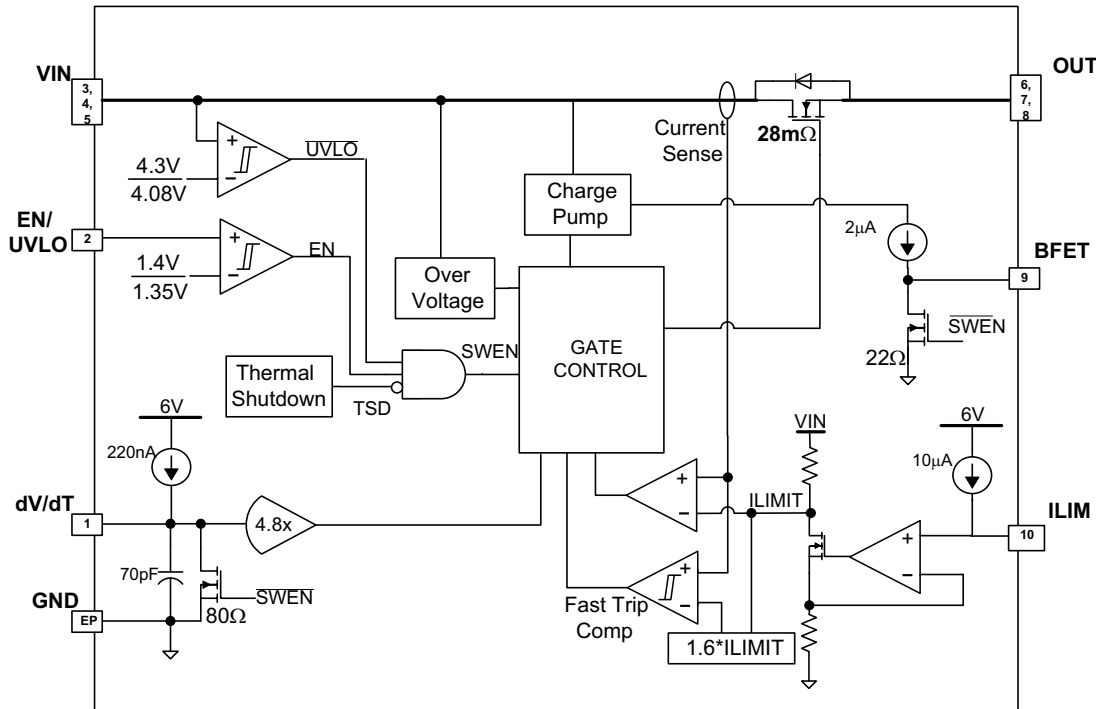 VIN
3,
4,
5
OUT
6,
7,
8
Current
Sense
28mΩ
UVLO
4.3V
4.08V
+
−
EN/
UVLO
2
+
−
EN
1.4V
1.35V
Charge
Pump
2µA
BFET
9
Over
Voltage
SWEN
22Ω
SWEN
GATE
CONTROL
Thermal
Shutdown
TSD
6V
220nA
VIN
6V
10µA
dV/dT
1
4.8x
+
−
ILIMIT
ILIM
10
+
−
70pF
SWEN
80Ω
GND
EP
+
−
Fast Trip
Comp
1.6*ILIMIT